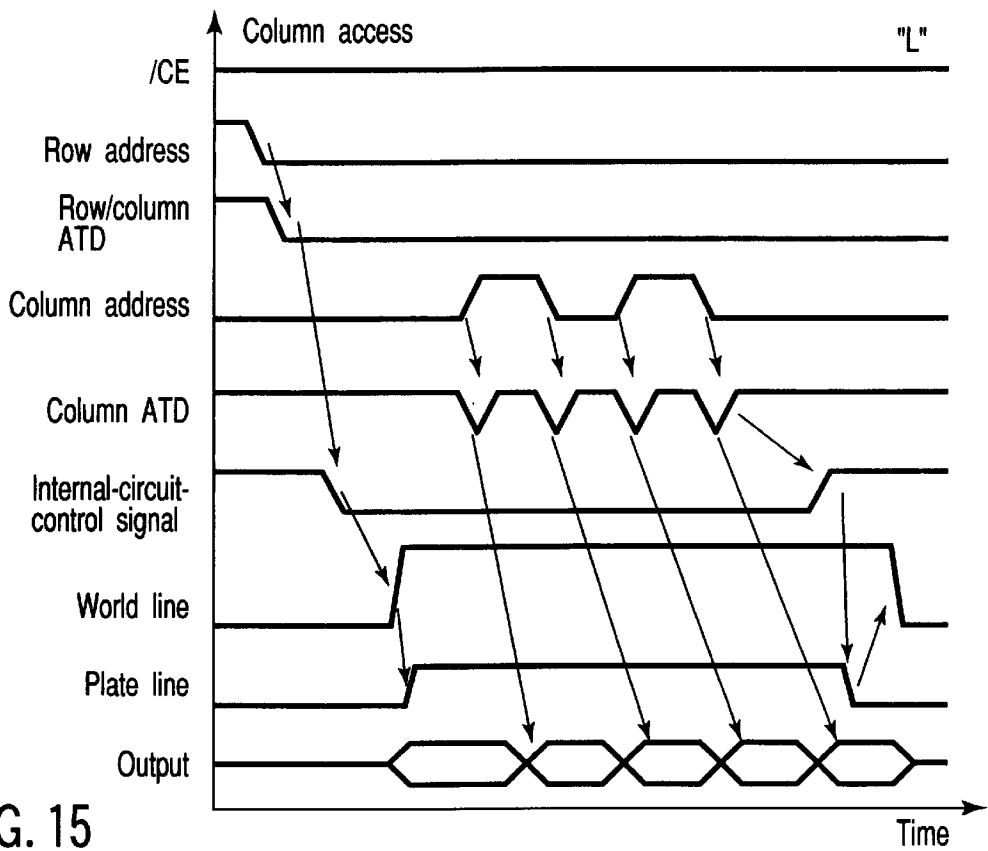 Column access
"L"
/CE
Row address
Row/column
ATD
Column address
Column ATD
Internal-circuit-
control signal
World line
Plate line
Output
G. 15
Time